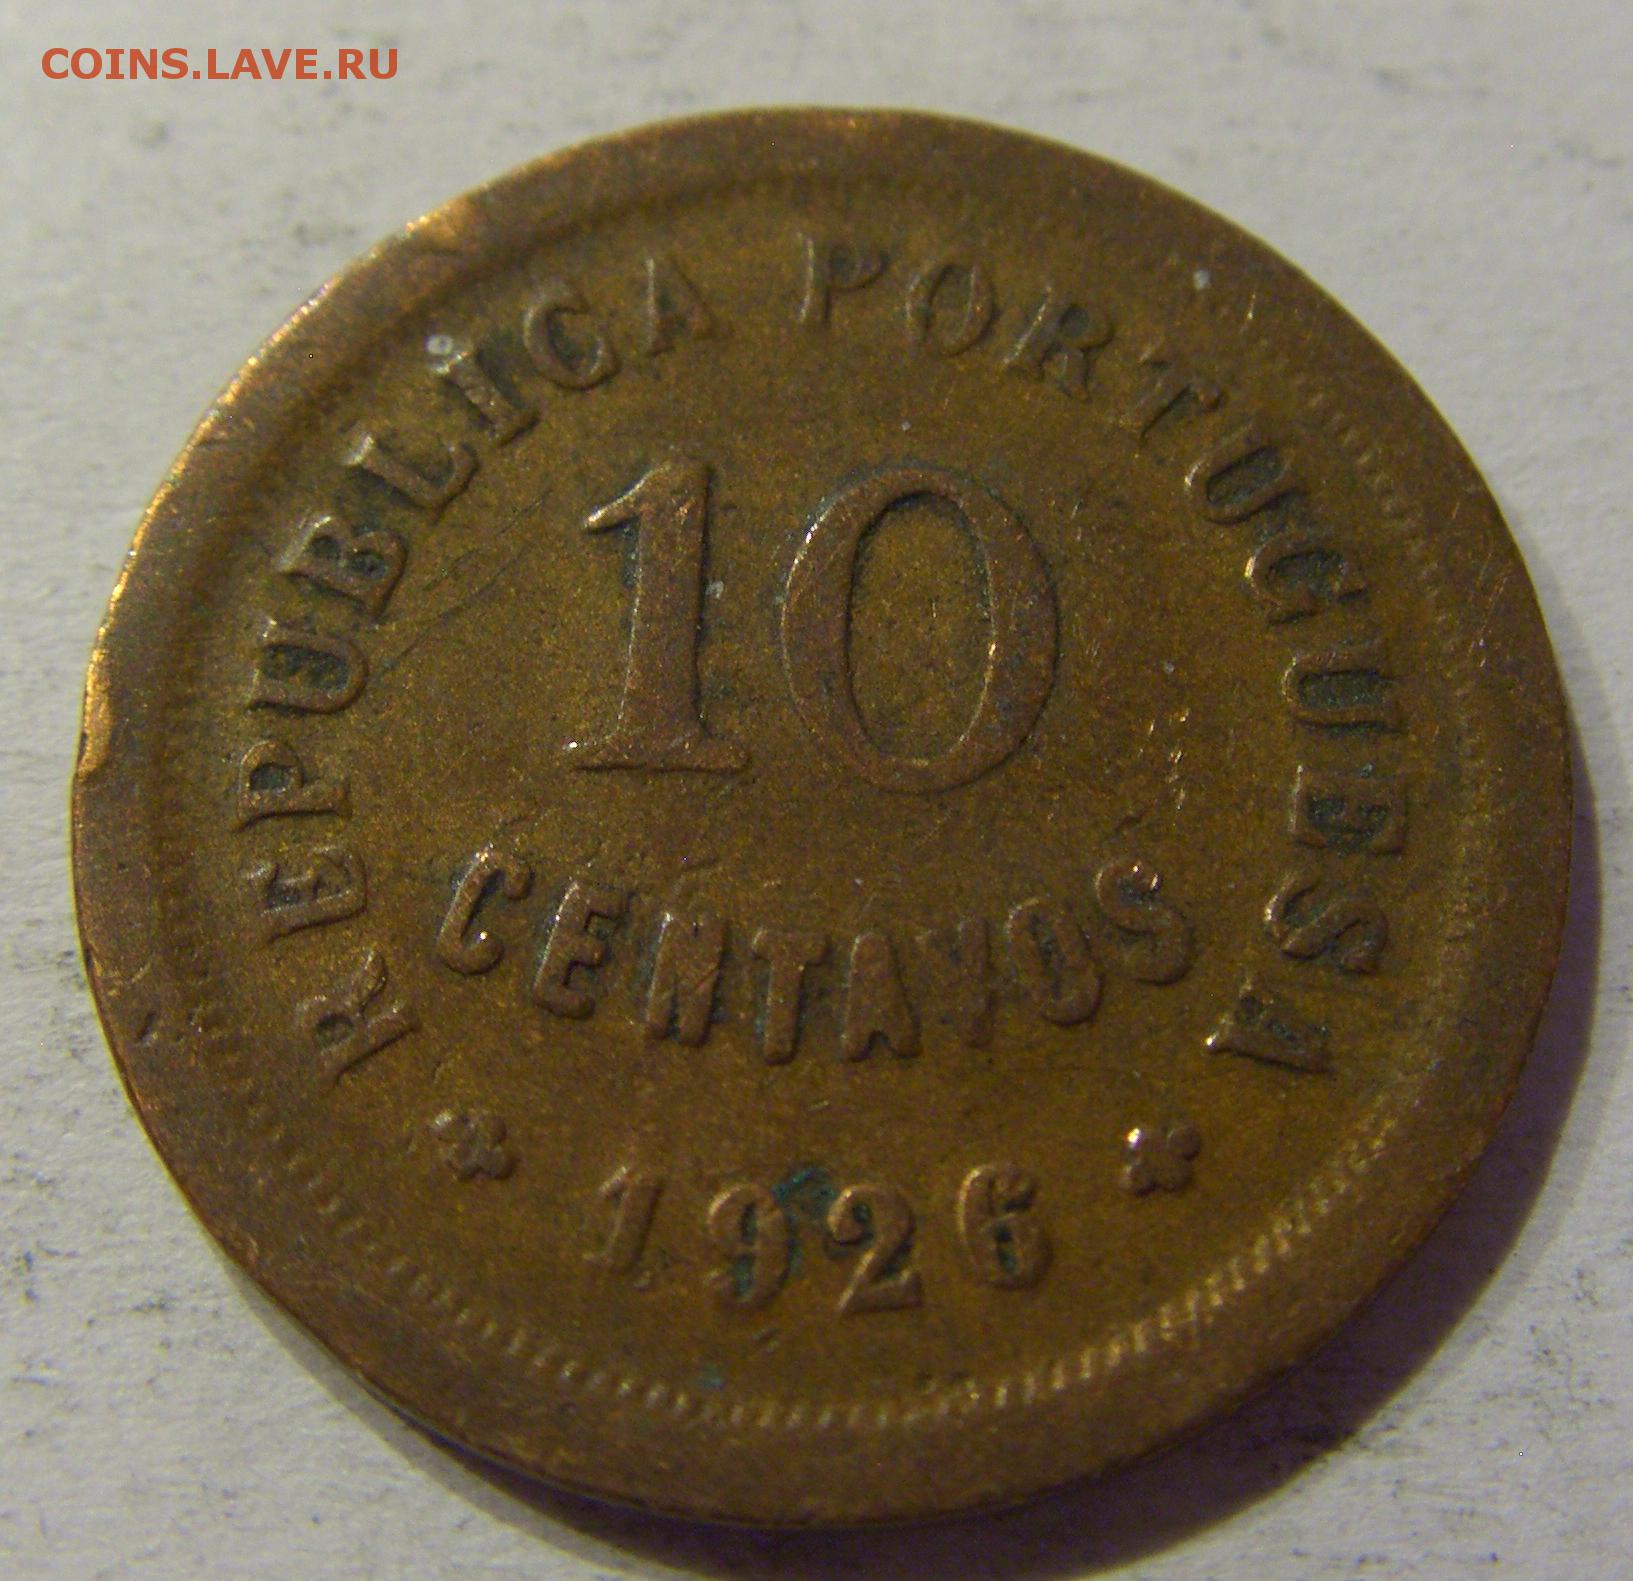 COINS.LAVE.RU
REPUBLICA PORTUGUESA
10
CENTAVOS
1926